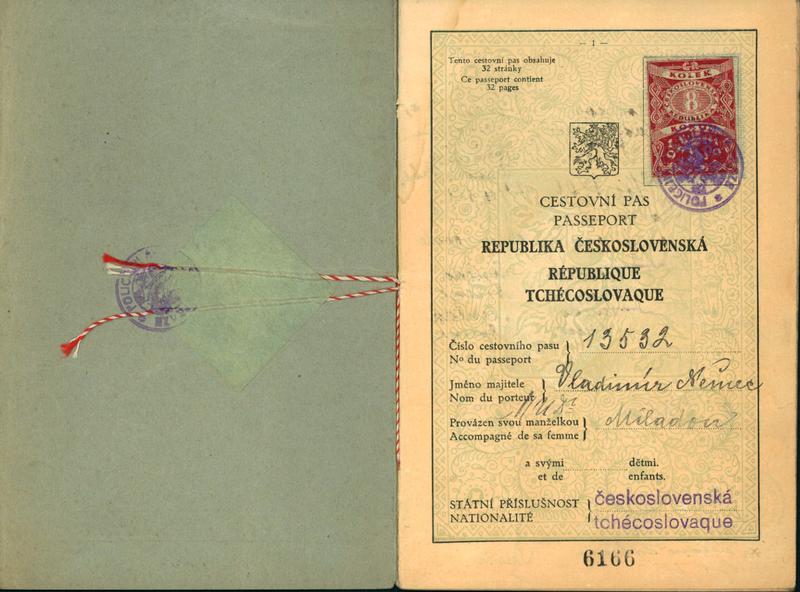 — 1 —
Tento cestovní pas obsahuje
32 stránky
Ce passeport contient
32 pages
KOLEK
8
CESTOVNÍ PAS
PASSEPORT
REPUBLIKA ČESKOSLOVENSKÁ
RÉPUBLIQUE
TCHÉCOSLOVAQUE
Číslo cestovního pasu } 13532
No du passeport
Jméno majitele } Vladimír Němec
Nom du porteur
MUDr
Provázen svou manželkou } Miladou
Accompagné de sa femme
a svými dětmi.
et de enfants.
STÁTNÍ PŘÍSLUŠNOST } československá
NATIONALITÉ tchécoslovaque
6166